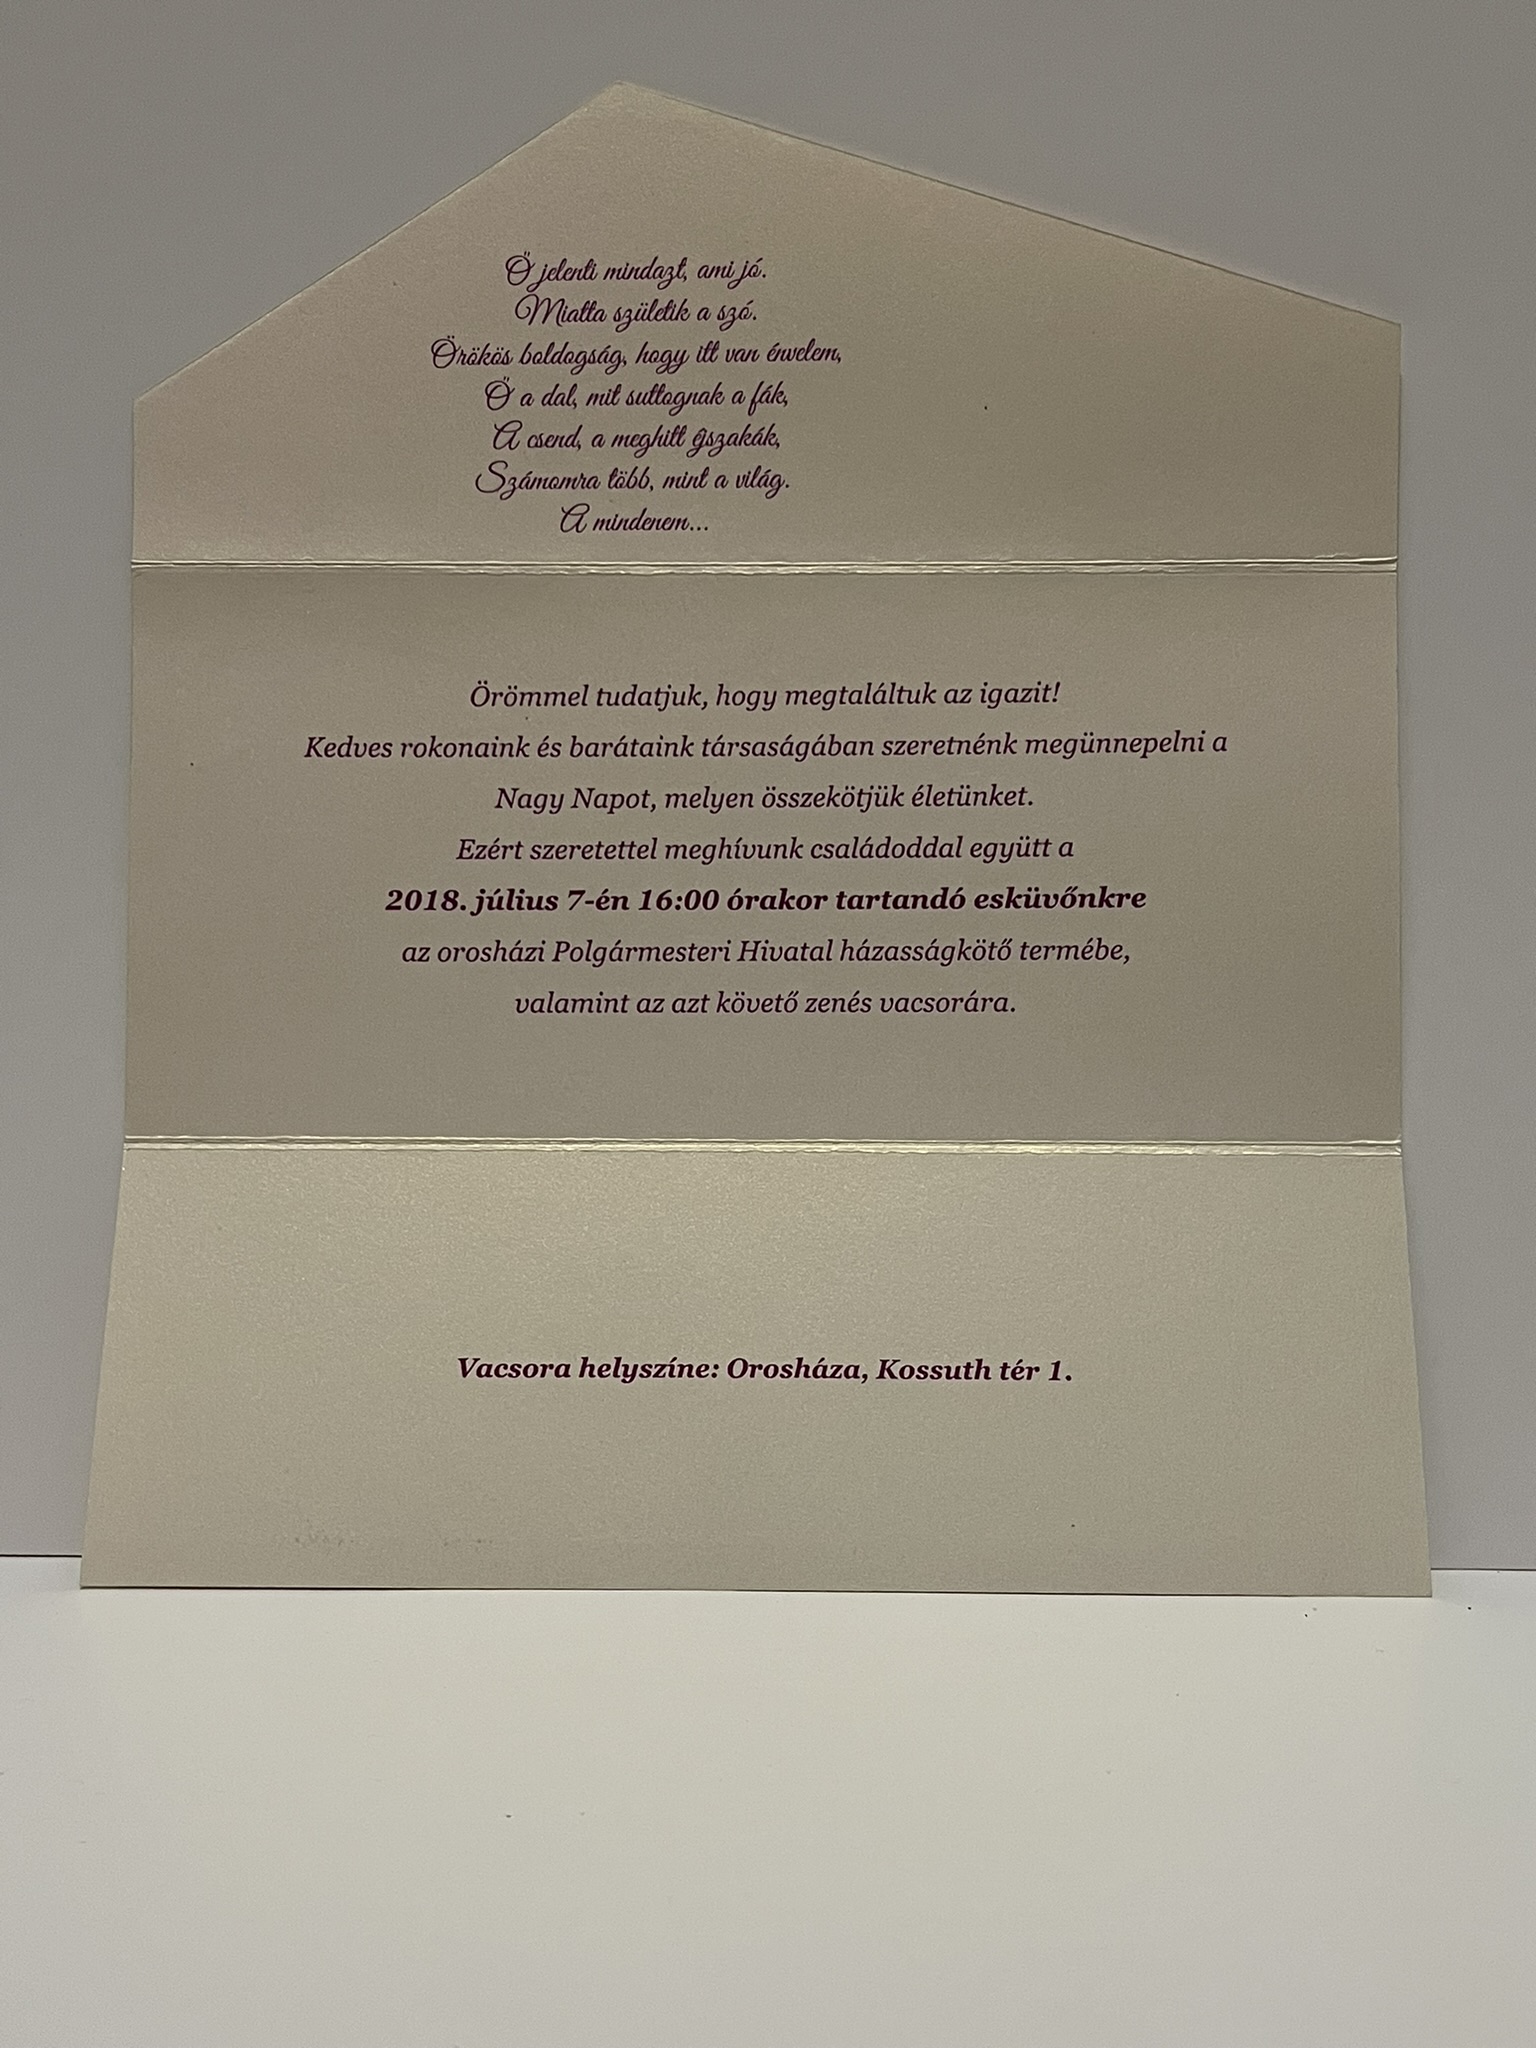 Ő jelenti mindazt, ami jó.
Miatta születik a szó.
Örökös boldogság, hogy itt van énvelem,
Ő a dal, mit suttognak a fák,
A csend, a meghitt éjszakák,
Számomra több, mint a világ.
A mindenem...
Örömmel tudatjuk, hogy megtaláltuk az igazit!
Kedves rokonaink és barátaink társaságában szeretnénk megünnepelni a
Nagy Napot, melyen összekötjük életünket.
Ezért szeretettel meghívunk családoddal együtt a
2018. július 7-én 16:00 órakor tartandó esküvőnkre
az orosházi Polgármesteri Hivatal házasságkötő termébe,
valamint az azt követő zenés vacsorára.
Vacsora helyszíne: Orosháza, Kossuth tér 1.